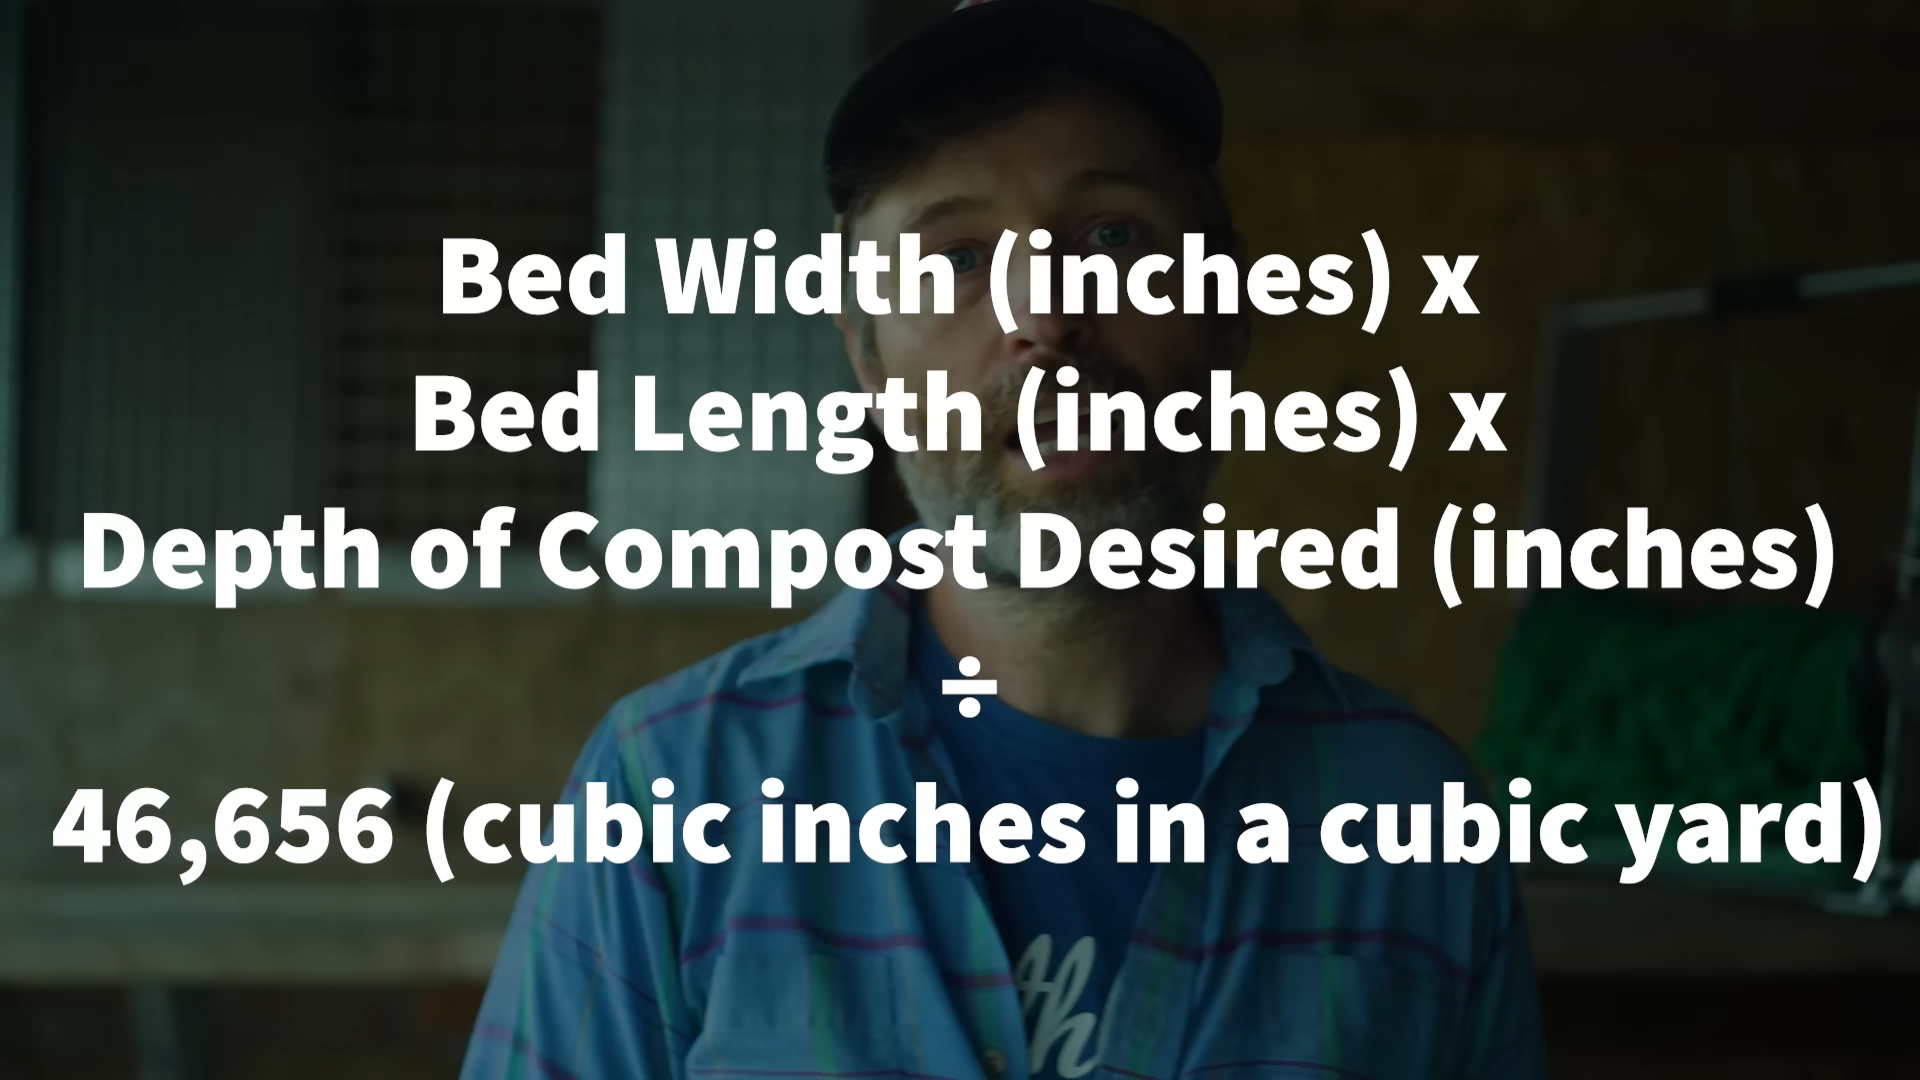 Bed Width (inches) x
Bed Length (inches) x
Depth of Compost Desired (inches)
÷
46,656 (cubic inches in a cubic yard)